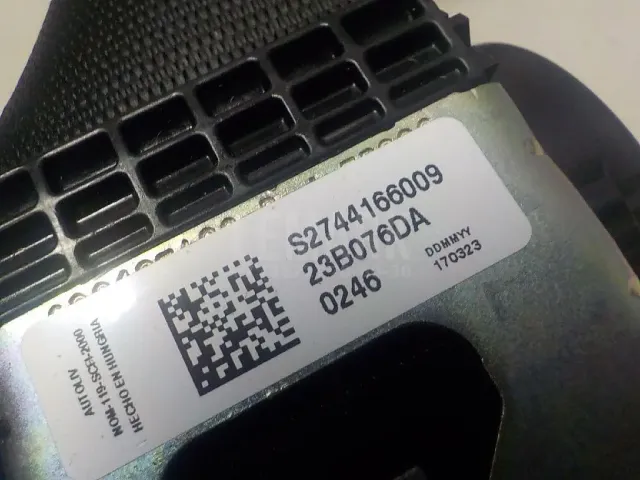 S2744166009
23B076DA
0246
DDMMYY
170323
AUTOLIV
NOM-119-SCFI-2000
HECHO EN HUNGRIA